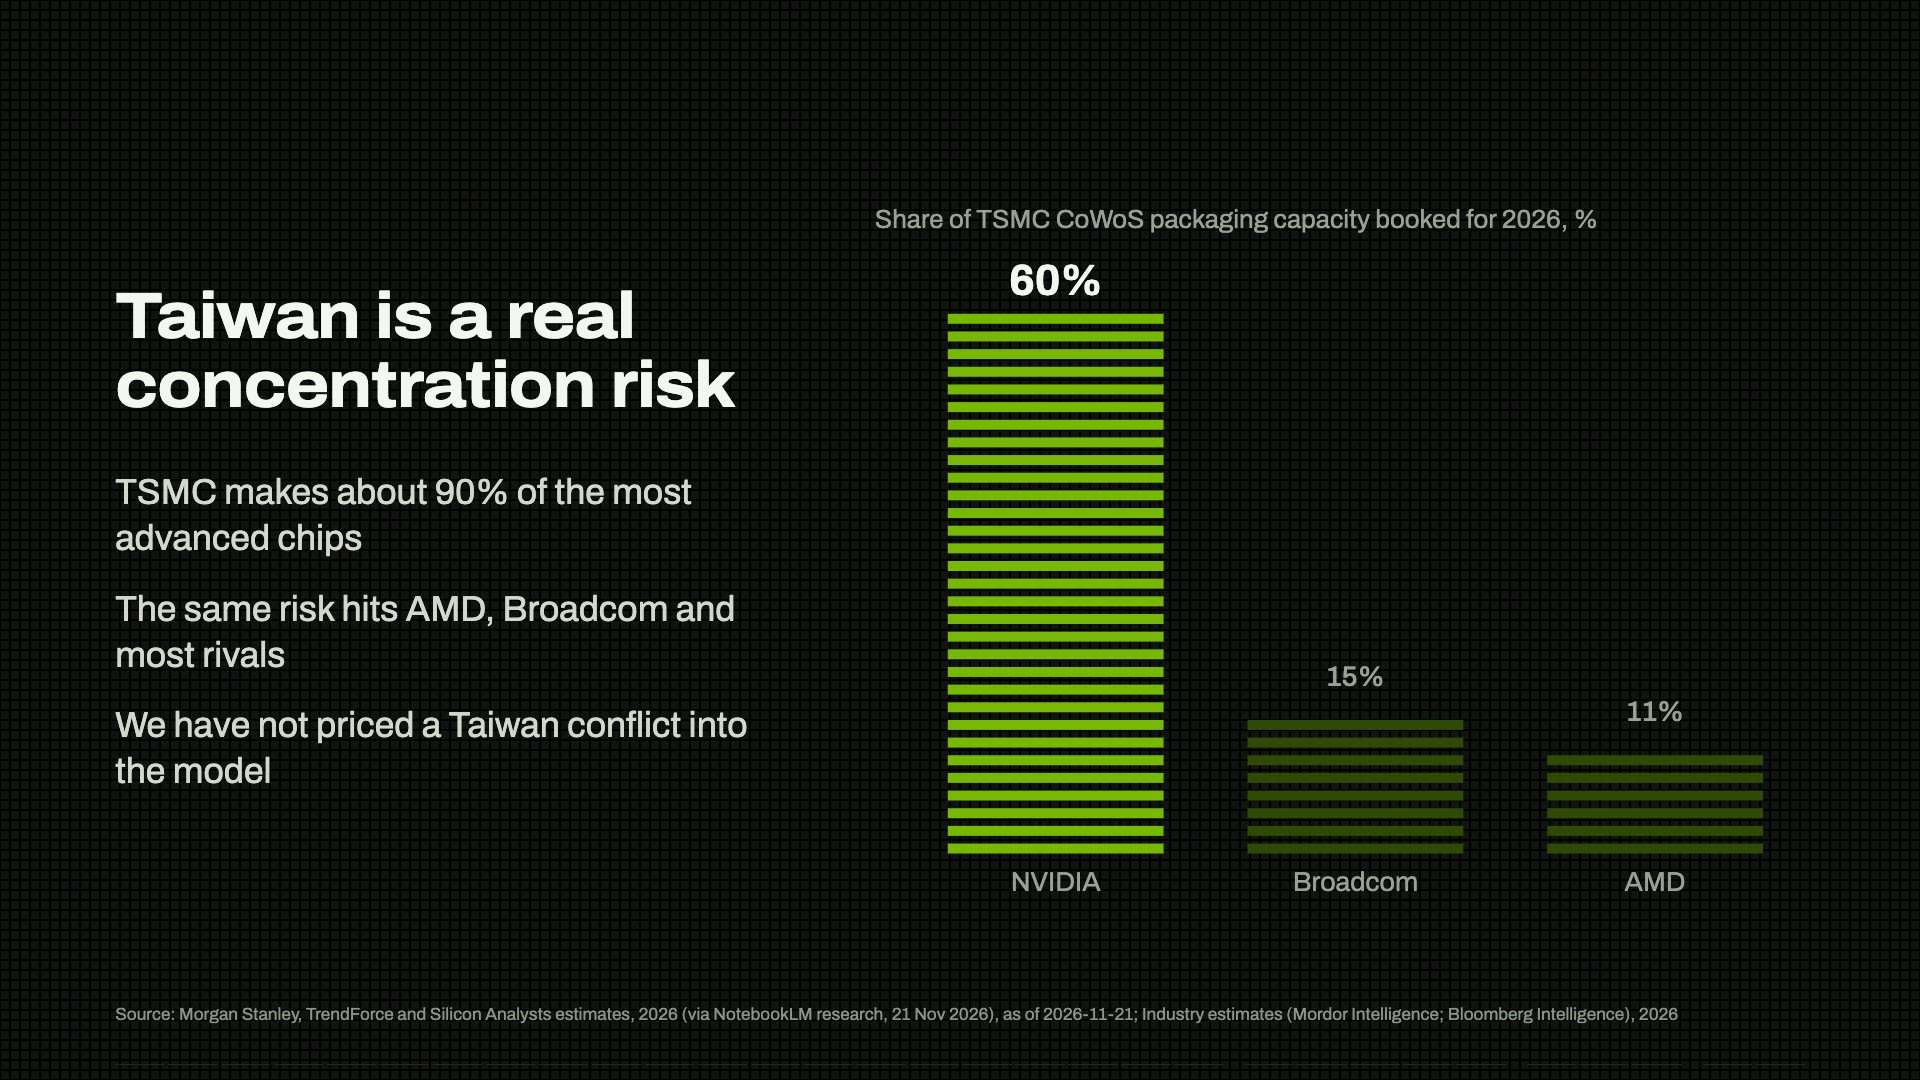 Taiwan is a real
concentration risk
TSMC makes about 90% of the most
advanced chips
The same risk hits AMD, Broadcom and
most rivals
We have not priced a Taiwan conflict into
the model
Share of TSMC CoWoS packaging capacity booked for 2026, %
60%
15%
11%
NVIDIA
Broadcom
AMD
Source: Morgan Stanley, TrendForce and Silicon Analysts estimates, 2026 (via NotebookLM research, 21 Nov 2026), as of 2026-11-21; Industry estimates (Mordor Intelligence; Bloomberg Intelligence), 2026